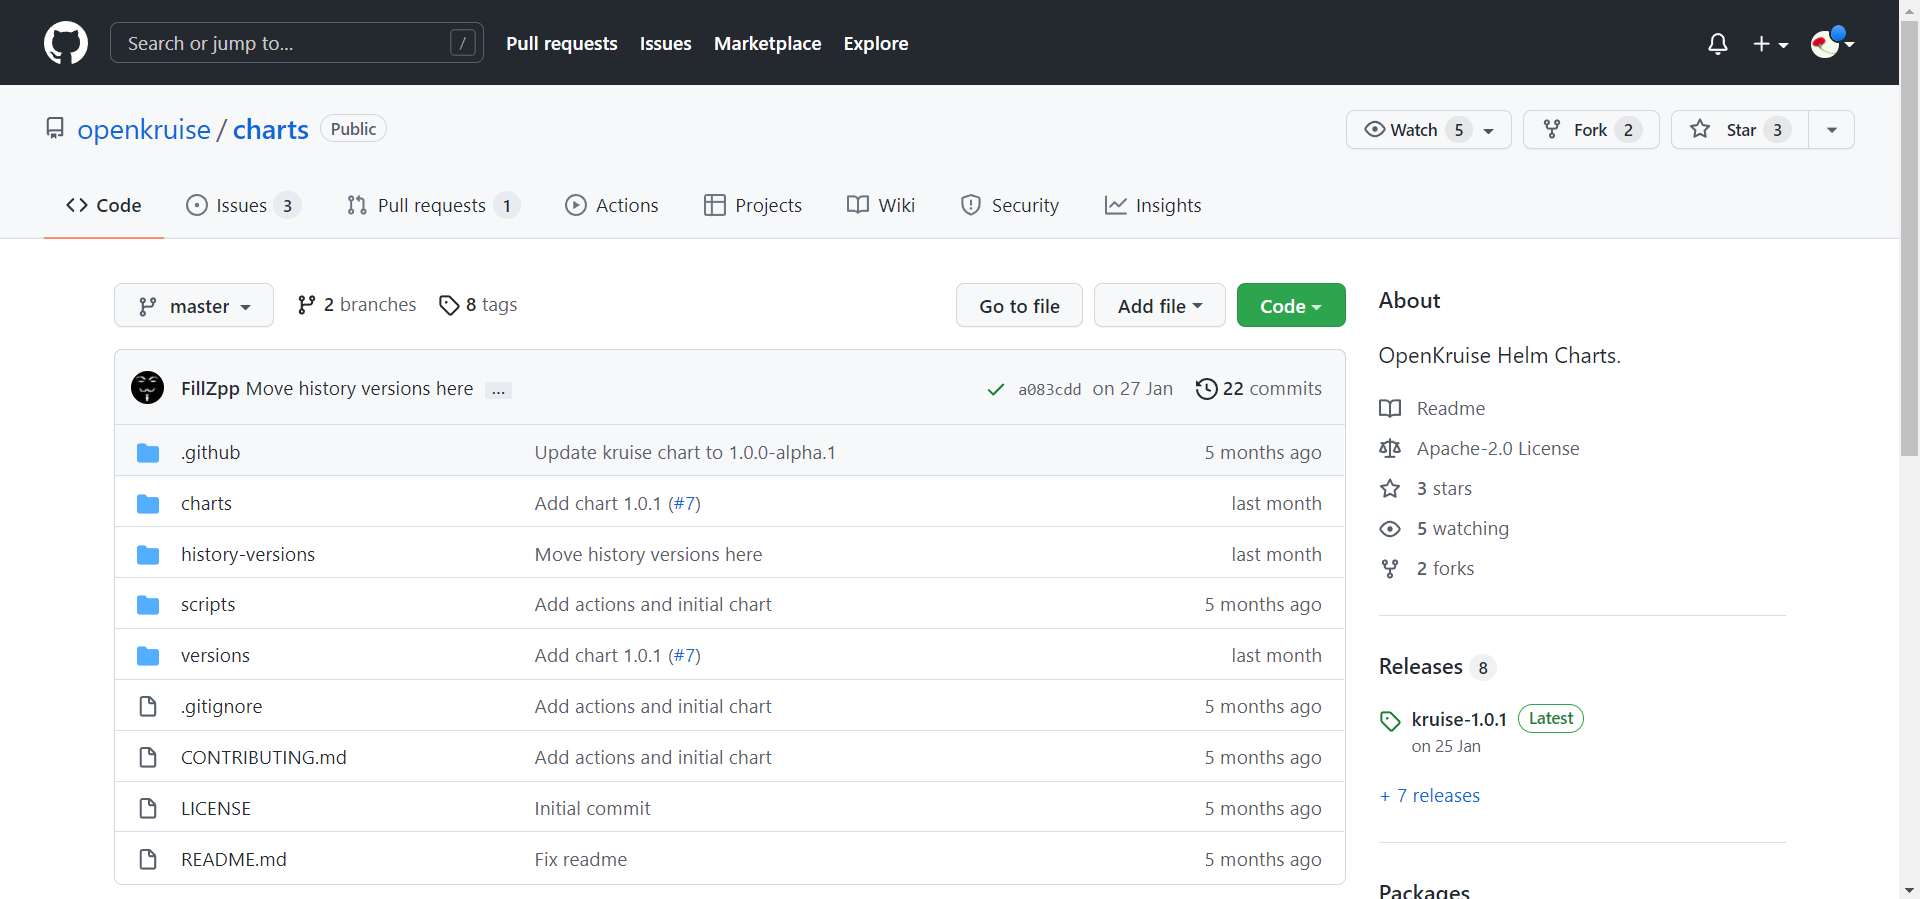 Search or jump to... /
Pull requests Issues Marketplace Explore
openkruise / charts Public
Watch 5 Fork 2 Star 3
Code Issues 3 Pull requests 1 Actions Projects Wiki Security Insights
master 2 branches 8 tags Go to file Add file Code
FillZpp Move history versions here ... a083cdd on 27 Jan 22 commits
.github Update kruise chart to 1.0.0-alpha.1 5 months ago
charts Add chart 1.0.1 (#7) last month
history-versions Move history versions here last month
scripts Add actions and initial chart 5 months ago
versions Add chart 1.0.1 (#7) last month
.gitignore Add actions and initial chart 5 months ago
CONTRIBUTING.md Add actions and initial chart 5 months ago
LICENSE Initial commit 5 months ago
README.md Fix readme 5 months ago
About
OpenKruise Helm Charts.
Readme
Apache-2.0 License
3 stars
5 watching
2 forks
Releases 8
kruise-1.0.1 Latest
on 25 Jan
+ 7 releases
Packages